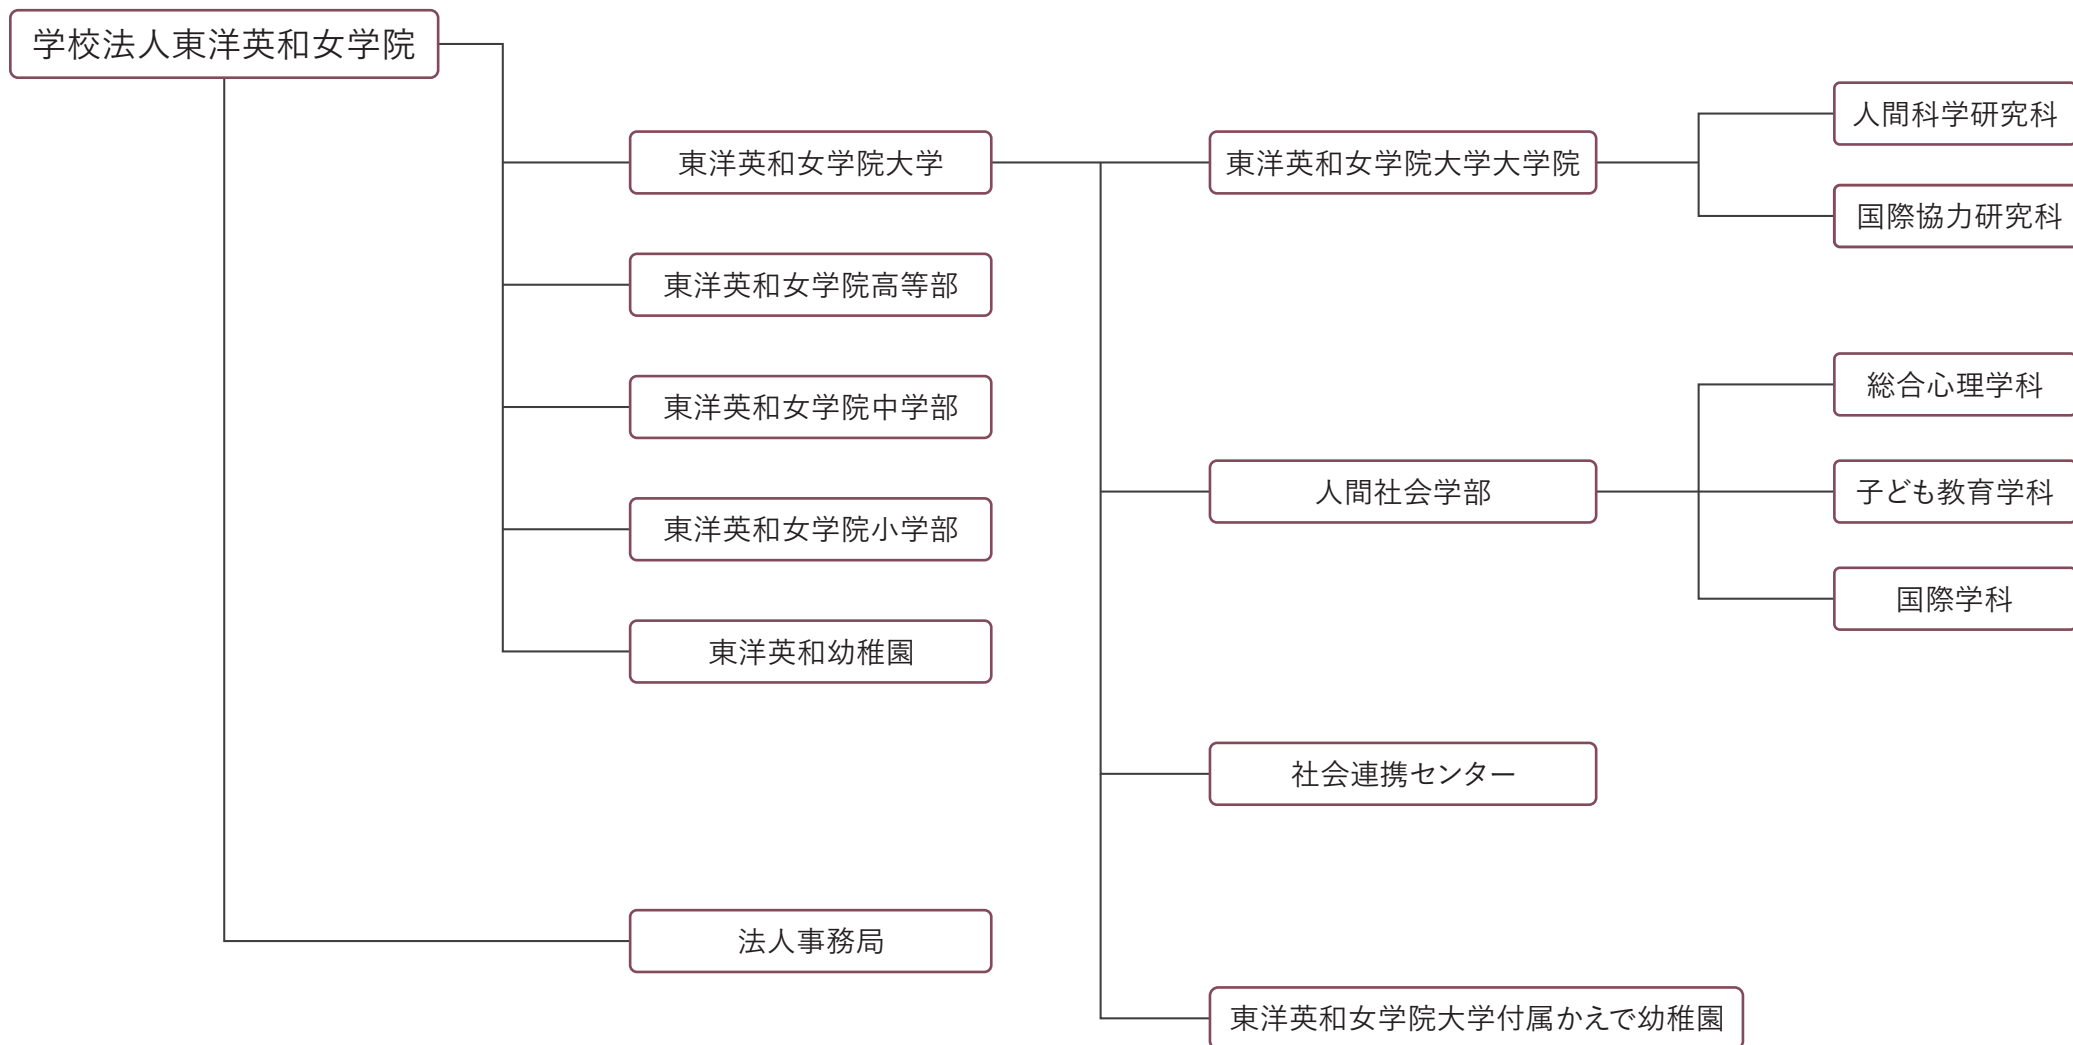 学校法人東洋英和女学院
東洋英和女学院大学
東洋英和女学院高等部
東洋英和女学院中学部
東洋英和女学院小学部
東洋英和幼稚園
法人事務局
東洋英和女学院大学大学院
人間社会学部
社会連携センター
東洋英和女学院大学付属かえで幼稚園
人間科学研究科
国際協力研究科
総合心理学科
子ども教育学科
国際学科